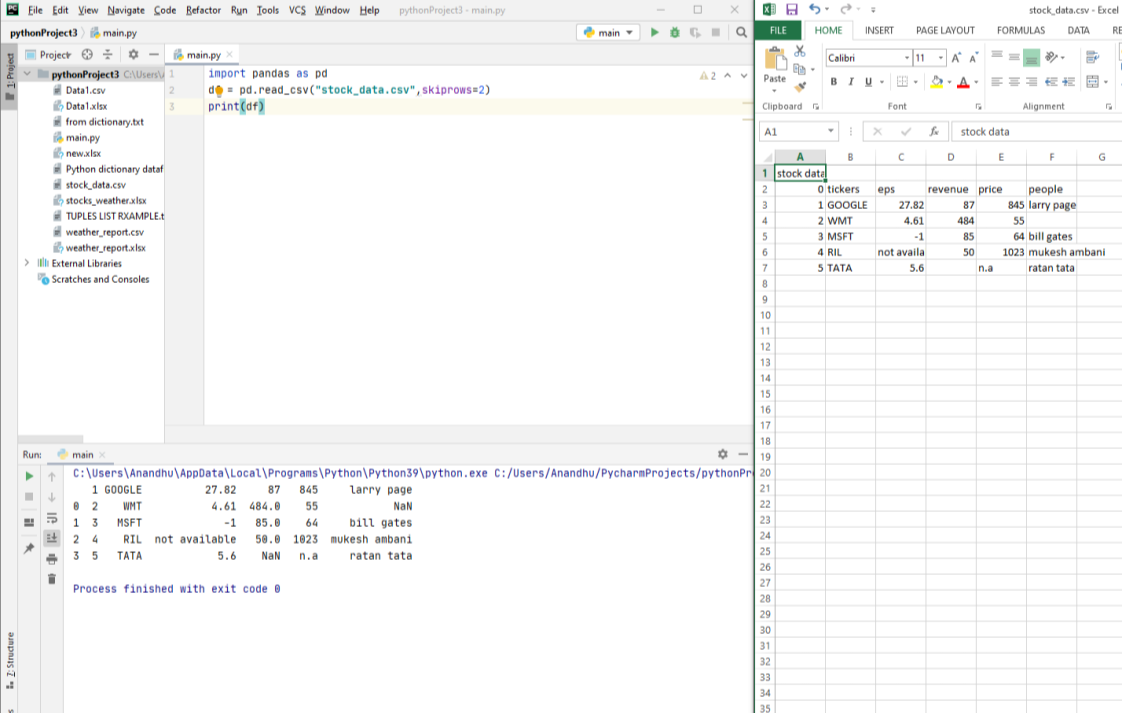 File Edit View Navigate Code Refactor Run Tools VCS Window Help pythonProject3 - main.py
pythonProject3 main.py
main
Project
main.py
1: Project
pythonProject3 C:\Users\
Data1.csv
Data1.xlsx
from dictionary.txt
main.py
new.xlsx
Python dictionary dataf
stock_data.csv
stocks_weather.xlsx
TUPLES LIST RXAMPLE.t
weather_report.csv
weather_report.xlsx
External Libraries
Scratches and Consoles
1 import pandas as pd
2 d = pd.read_csv("stock_data.csv",skiprows=2)
3 print(df)
2
Run: main
C:\Users\Anandhu\AppData\Local\Programs\Python\Python39\python.exe C:/Users/Anandhu/PycharmProjects/pythonPr
1 GOOGLE 27.82 87 845 larry page
0 2 WMT 4.61 484.0 55 NaN
1 3 MSFT -1 85.0 64 bill gates
2 4 RIL not available 50.0 1023 mukesh ambani
3 5 TATA 5.6 NaN n.a ratan tata
Process finished with exit code 0
Z: Structure
stock_data.csv - Excel
FILE HOME INSERT PAGE LAYOUT FORMULAS DATA RE
Paste
Calibri 11
B I U
Clipboard Font Alignment
A1 fx stock data
A B C D E F G
1 stock data
2 0 tickers eps revenue price people
3 1 GOOGLE 27.82 87 845 larry page
4 2 WMT 4.61 484 55
5 3 MSFT -1 85 64 bill gates
6 4 RIL not availa 50 1023 mukesh ambani
7 5 TATA 5.6 n.a ratan tata
8
9
10
11
12
13
14
15
16
17
18
19
20
21
22
23
24
25
26
27
28
29
30
31
32
33
34
35